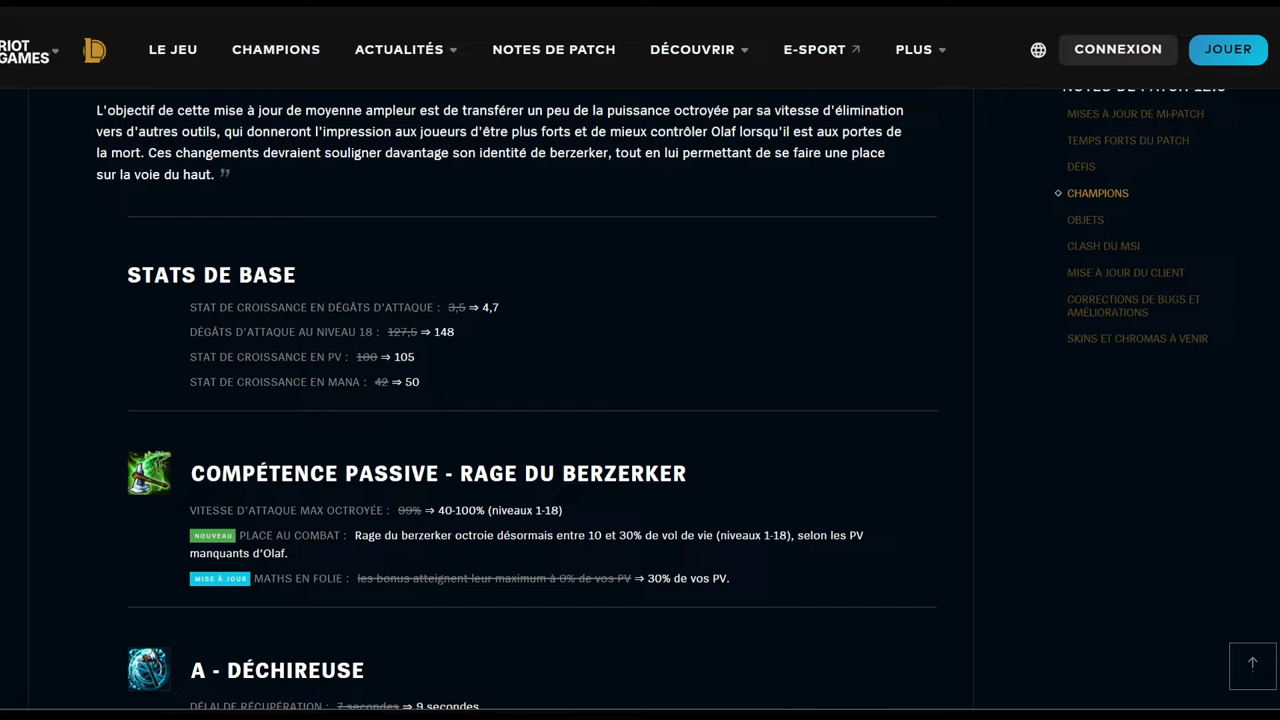 RIOT
GAMES
LE JEU
CHAMPIONS
ACTUALITÉS
NOTES DE PATCH
DÉCOUVRIR
E-SPORT
PLUS
CONNEXION
JOUER
L'objectif de cette mise à jour de moyenne ampleur est de transférer un peu de la puissance octroyée par sa vitesse d'élimination
vers d'autres outils, qui donneront l'impression aux joueurs d'être plus forts et de mieux contrôler Olaf lorsqu'il est aux portes de
la mort. Ces changements devraient souligner davantage son identité de berzerker, tout en lui permettant de se faire une place
sur la voie du haut. ”
STATS DE BASE
STAT DE CROISSANCE EN DÉGÂTS D'ATTAQUE : 3,5 ⇒ 4,7
DÉGÂTS D'ATTAQUE AU NIVEAU 18 : 127,5 ⇒ 148
STAT DE CROISSANCE EN PV : 100 ⇒ 105
STAT DE CROISSANCE EN MANA : 42 ⇒ 50
COMPÉTENCE PASSIVE - RAGE DU BERZERKER
VITESSE D'ATTAQUE MAX OCTROYÉE : 99% ⇒ 40-100% (niveaux 1-18)
NOUVEAU PLACE AU COMBAT : Rage du berzerker octroie désormais entre 10 et 30% de vol de vie (niveaux 1-18), selon les PV
manquants d'Olaf.
MISE À JOUR MATHS EN FOLIE : les bonus atteignent leur maximum à 0% de vos PV ⇒ 30% de vos PV.
A - DÉCHIREUSE
DÉLAI DE RÉCUPÉRATION : 7 secondes ⇒ 9 secondes
NOTES DE PATCH
MISES À JOUR DE MI-PATCH
TEMPS FORTS DU PATCH
DÉFIS
CHAMPIONS
OBJETS
CLASH DU MSI
MISE À JOUR DU CLIENT
CORRECTIONS DE BUGS ET
AMÉLIORATIONS
SKINS ET CHROMAS À VENIR